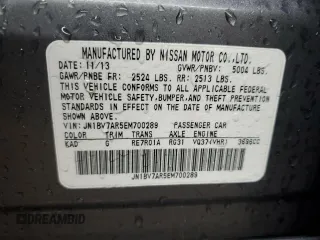 MANUFACTURED BY NISSAN MOTOR CO.,LTD.
DATE: 11/13 GVWR/PNBV: 5004 LBS.
GAWR/PNBE FR: 2524 LBS. RR: 2513 LBS.
THIS VEHICLE CONFORMS TO ALL APPLICABLE FEDERAL
MOTOR VEHICLE SAFETY,BUMPER,AND THEFT PREVENTION
STANDARDS IN EFFECT ON THE DATE OF MANUFACTURE
SHOWN ABOVE.
VIN: JN1BV7AR5EM700289 PASSENGER CAR
COLOR TRIM TRANS AXLE ENGINE
KAD G RE7R01A RG31 VQ37(VHR)
JN1BV7AR5EM700289
© AUTOBIDMASTER